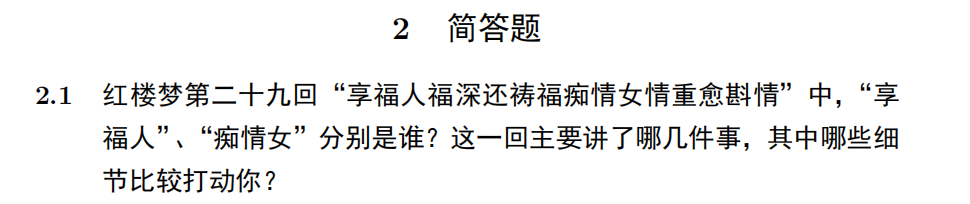 2 简答题
2.1 红楼梦第二十九回“享福人福深还祷福痴情女情重愈斟情”中，“享
福人”、“痴情女”分别是谁？这一回主要讲了哪几件事，其中哪些细
节比较打动你？